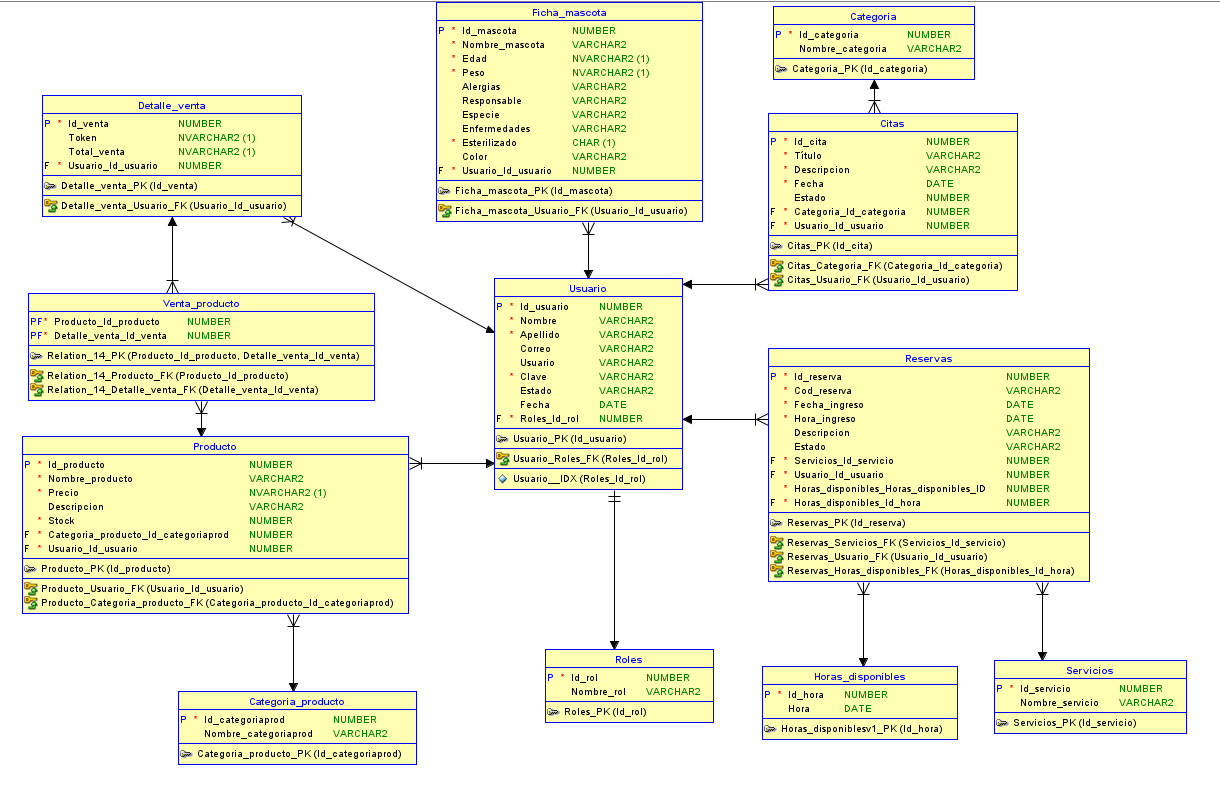 Ficha_mascota
P * Id_mascota NUMBER
* Nombre_mascota VARCHAR2
* Edad NVARCHAR2 (1)
* Peso NVARCHAR2 (1)
Alergias VARCHAR2
Responsable VARCHAR2
Especie VARCHAR2
Enfermedades VARCHAR2
* Esterilizado CHAR (1)
Color VARCHAR2
F * Usuario_Id_usuario NUMBER
Ficha_mascota_PK (Id_mascota)
Ficha_mascota_Usuario_FK (Usuario_Id_usuario)
Categoria
P * Id_categoria NUMBER
Nombre_categoria VARCHAR2
Categoria_PK (Id_categoria)
Detalle_venta
P * Id_venta NUMBER
Token NVARCHAR2 (1)
Total_venta NVARCHAR2 (1)
F * Usuario_Id_usuario NUMBER
Detalle_venta_PK (Id_venta)
Detalle_venta_Usuario_FK (Usuario_Id_usuario)
Citas
P * Id_cita NUMBER
* Título VARCHAR2
* Descripcion VARCHAR2
* Fecha DATE
Estado NUMBER
F * Categoria_Id_categoria NUMBER
F * Usuario_Id_usuario NUMBER
Citas_PK (Id_cita)
Citas_Categoria_FK (Categoria_Id_categoria)
Citas_Usuario_FK (Usuario_Id_usuario)
Venta_producto
PF* Producto_Id_producto NUMBER
PF* Detalle_venta_Id_venta NUMBER
Relation_14_PK (Producto_Id_producto, Detalle_venta_Id_venta)
Relation_14_Producto_FK (Producto_Id_producto)
Relation_14_Detalle_venta_FK (Detalle_venta_Id_venta)
Usuario
P * Id_usuario NUMBER
* Nombre VARCHAR2
* Apellido VARCHAR2
Correo VARCHAR2
Usuario VARCHAR2
* Clave VARCHAR2
Estado VARCHAR2
Fecha DATE
F * Roles_Id_rol NUMBER
Usuario_PK (Id_usuario)
Usuario_Roles_FK (Roles_Id_rol)
Usuario__IDX (Roles_Id_rol)
Reservas
P * Id_reserva NUMBER
* Cod_reserva VARCHAR2
* Fecha_ingreso DATE
* Hora_ingreso DATE
Descripcion VARCHAR2
Estado VARCHAR2
F * Servicios_Id_servicio NUMBER
F * Usuario_Id_usuario NUMBER
* Horas_disponibles_Horas_disponibles_ID NUMBER
F * Horas_disponibles_Id_hora NUMBER
Reservas_PK (Id_reserva)
Reservas_Servicios_FK (Servicios_Id_servicio)
Reservas_Usuario_FK (Usuario_Id_usuario)
Reservas_Horas_disponibles_FK (Horas_disponibles_Id_hora)
Producto
P * Id_producto NUMBER
* Nombre_producto VARCHAR2
* Precio NVARCHAR2 (1)
Descripcion VARCHAR2
* Stock NUMBER
F * Categoria_producto_Id_categoriaprod NUMBER
F * Usuario_Id_usuario NUMBER
Producto_PK (Id_producto)
Producto_Usuario_FK (Usuario_Id_usuario)
Producto_Categoria_producto_FK (Categoria_producto_Id_categoriaprod)
Roles
P * Id_rol NUMBER
Nombre_rol VARCHAR2
Roles_PK (Id_rol)
Horas_disponibles
P * Id_hora NUMBER
Hora DATE
Horas_disponiblesv1_PK (Id_hora)
Servicios
P * Id_servicio NUMBER
Nombre_servicio VARCHAR2
Servicios_PK (Id_servicio)
Categoria_producto
P * Id_categoriaprod NUMBER
Nombre_categoriaprod VARCHAR2
Categoria_producto_PK (Id_categoriaprod)